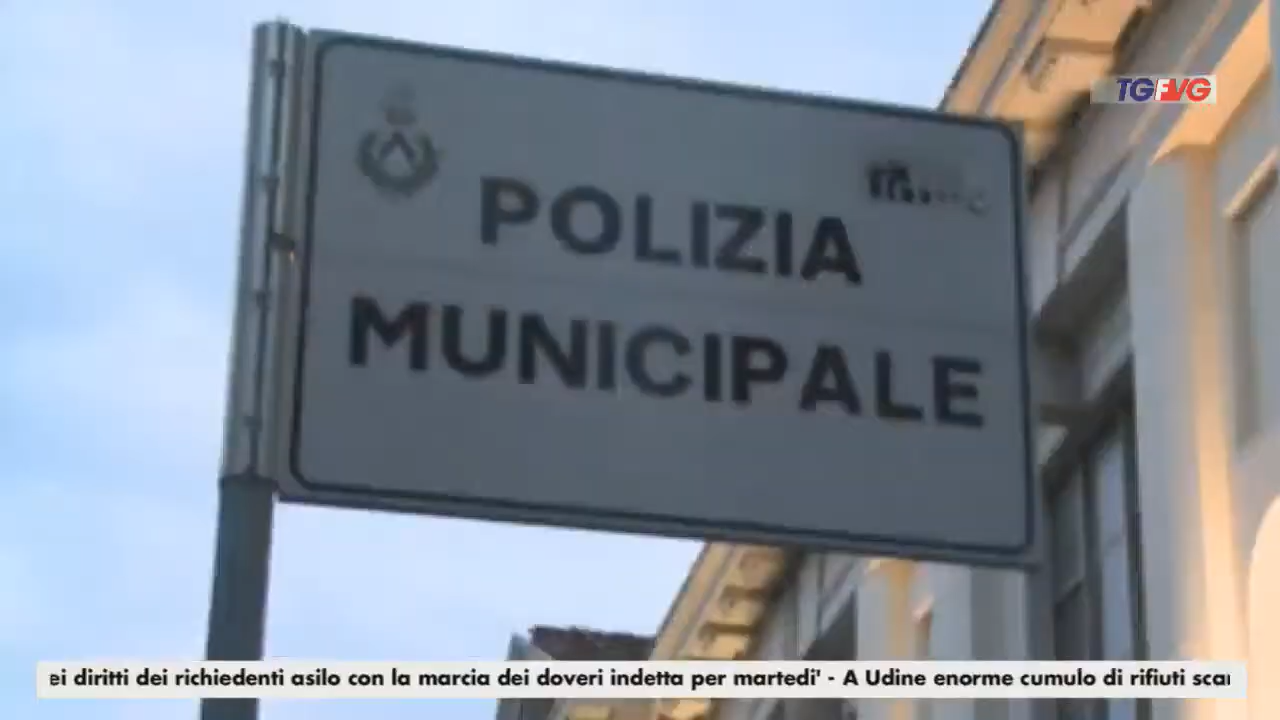 TGFVG
POLIZIA
MUNICIPALE
ei diritti dei richiedenti asilo con la marcia dei doveri indetta per martedi' - A Udine enorme cumulo di rifiuti